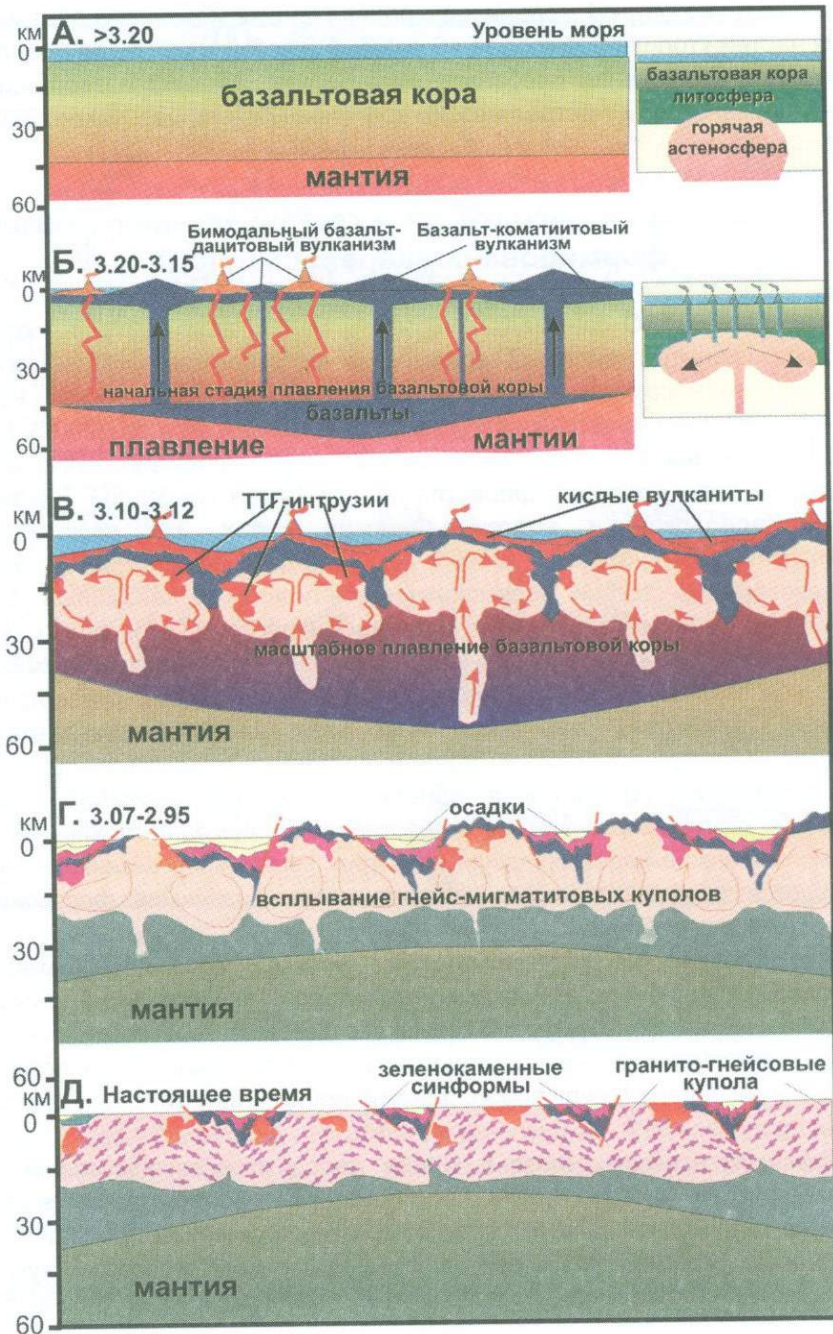 КМ
А. >3.20
Уровень моря
0
базальтовая кора
30
мантия
60
базальтовая кора
литосфера
горячая
астеносфера
Бимодальный базальт-
дацитовый вулканизм
Базальт-коматиитовый
вулканизм
КМ
Б. 3.20-3.15
0
30
начальная стадия плавления базальтовой коры
базальты
60
плавление
мантии
КМ
В. 3.10-3.12
ТТГ-интрузии
кислые вулканиты
0
30
масштабное плавление базальтовой коры
мантия
60
Г. 3.07-2.95
осадки
КМ
0
всплывание гнейс-мигматитовых куполов
30
мантия
60
КМ
Д. Настоящее время
зеленокаменные
синформы
гранито-гнейсовые
купола
0
30
мантия
60